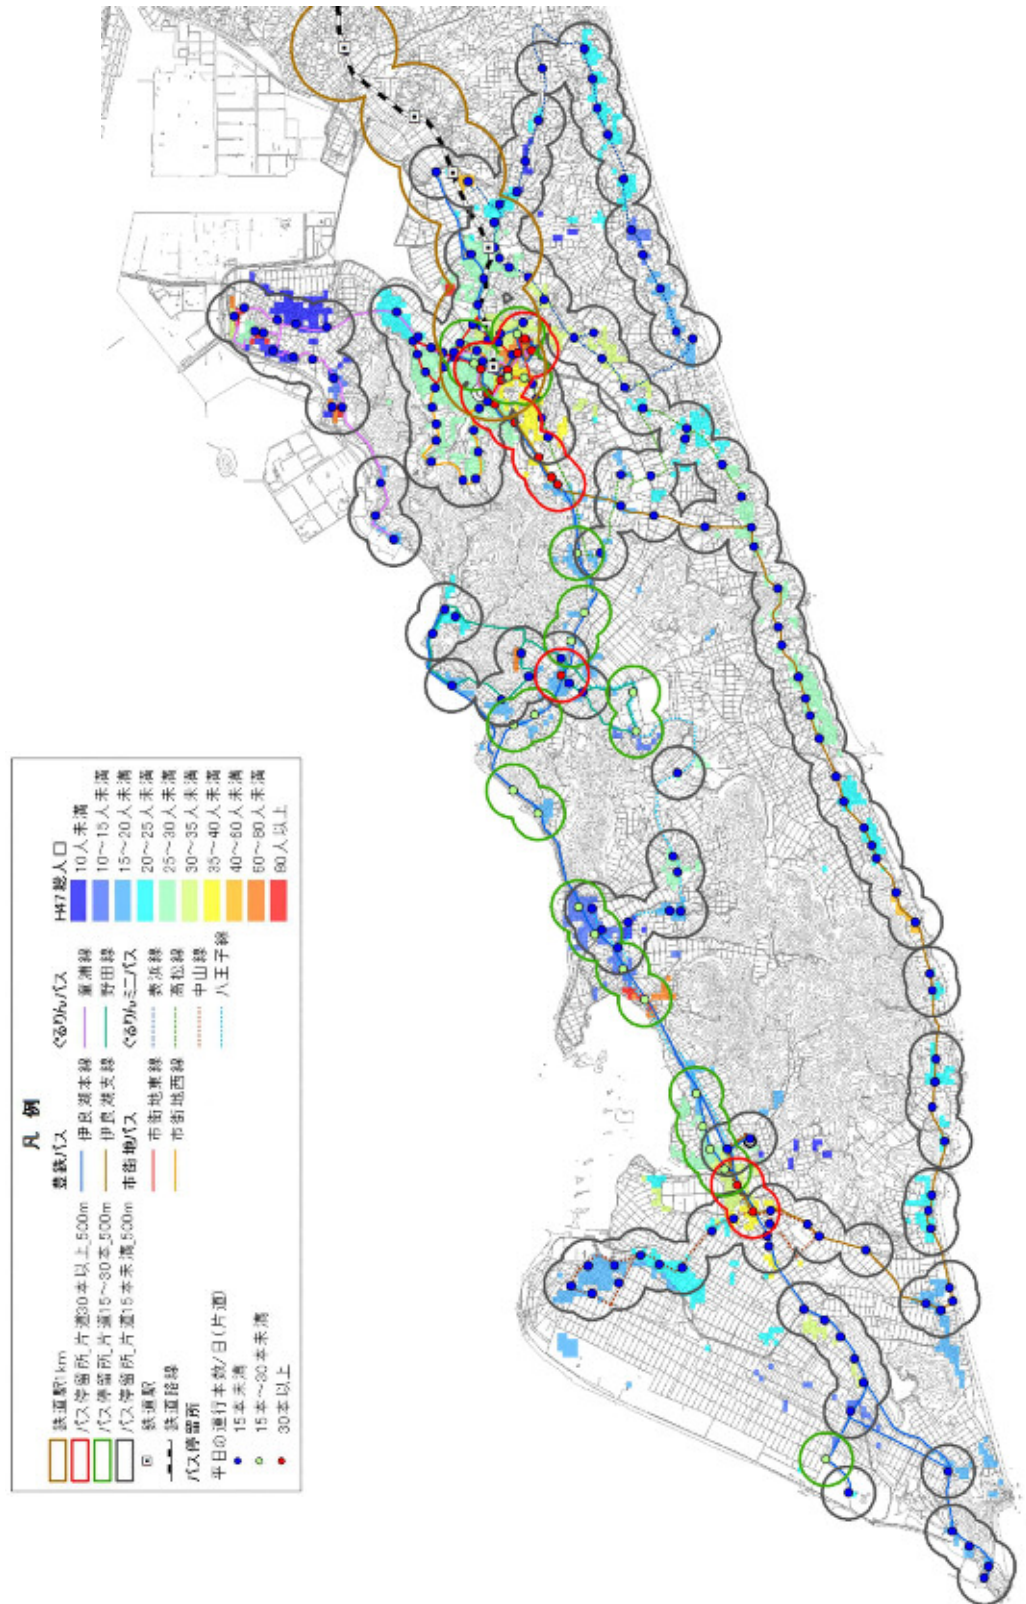 凡 例
鉄道駅1km
バス停留所_片道30本以上_500m
バス停留所_片道15～30本_500m
バス停留所_片道15本未満_500m
鉄道駅
鉄道路線
バス停留所
平日の運行本数/日(片道)
15本未満
15本～30本未満
30本以上
豊鉄バス
伊良湖本線
伊良湖支線
市街地バス
市街地東線
市街地西線
ぐるりんバス
童浦線
野田線
ぐるりんミニバス
表浜線
高松線
中山線
八王子線
H47総人口
10人未満
10～15人未満
15～20人未満
20～25人未満
25～30人未満
30～35人未満
35～40人未満
40～60人未満
60～80人未満
80人以上